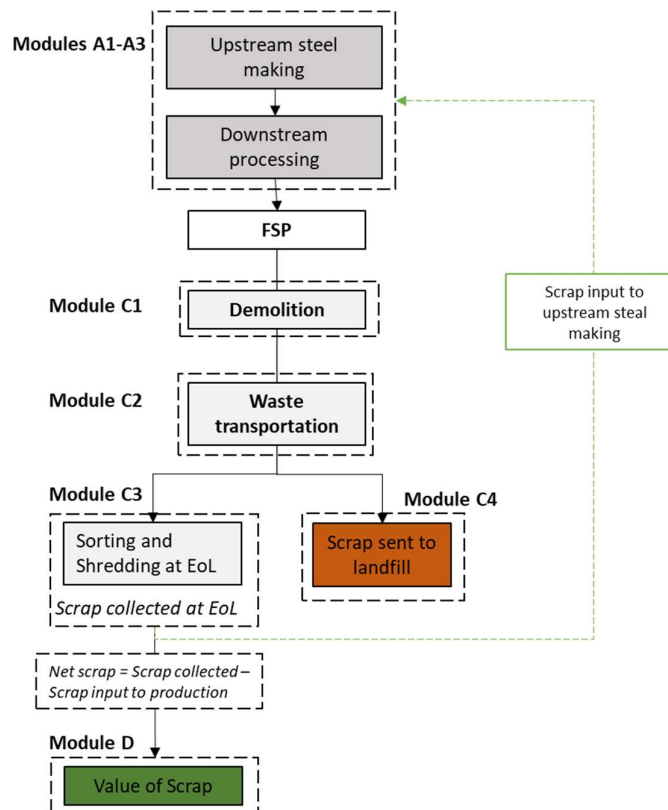 Modules A1-A3
Upstream steel
making
Downstream
processing
FSP
Module C1
Demolition
Scrap input to
upstream steal
making
Module C2
Waste
transportation
Module C3
Module C4
Sorting and
Shredding at EoL
Scrap sent to
landfill
Scrap collected at EoL
Net scrap = Scrap collected –
Scrap input to production
Module D
Value of Scrap